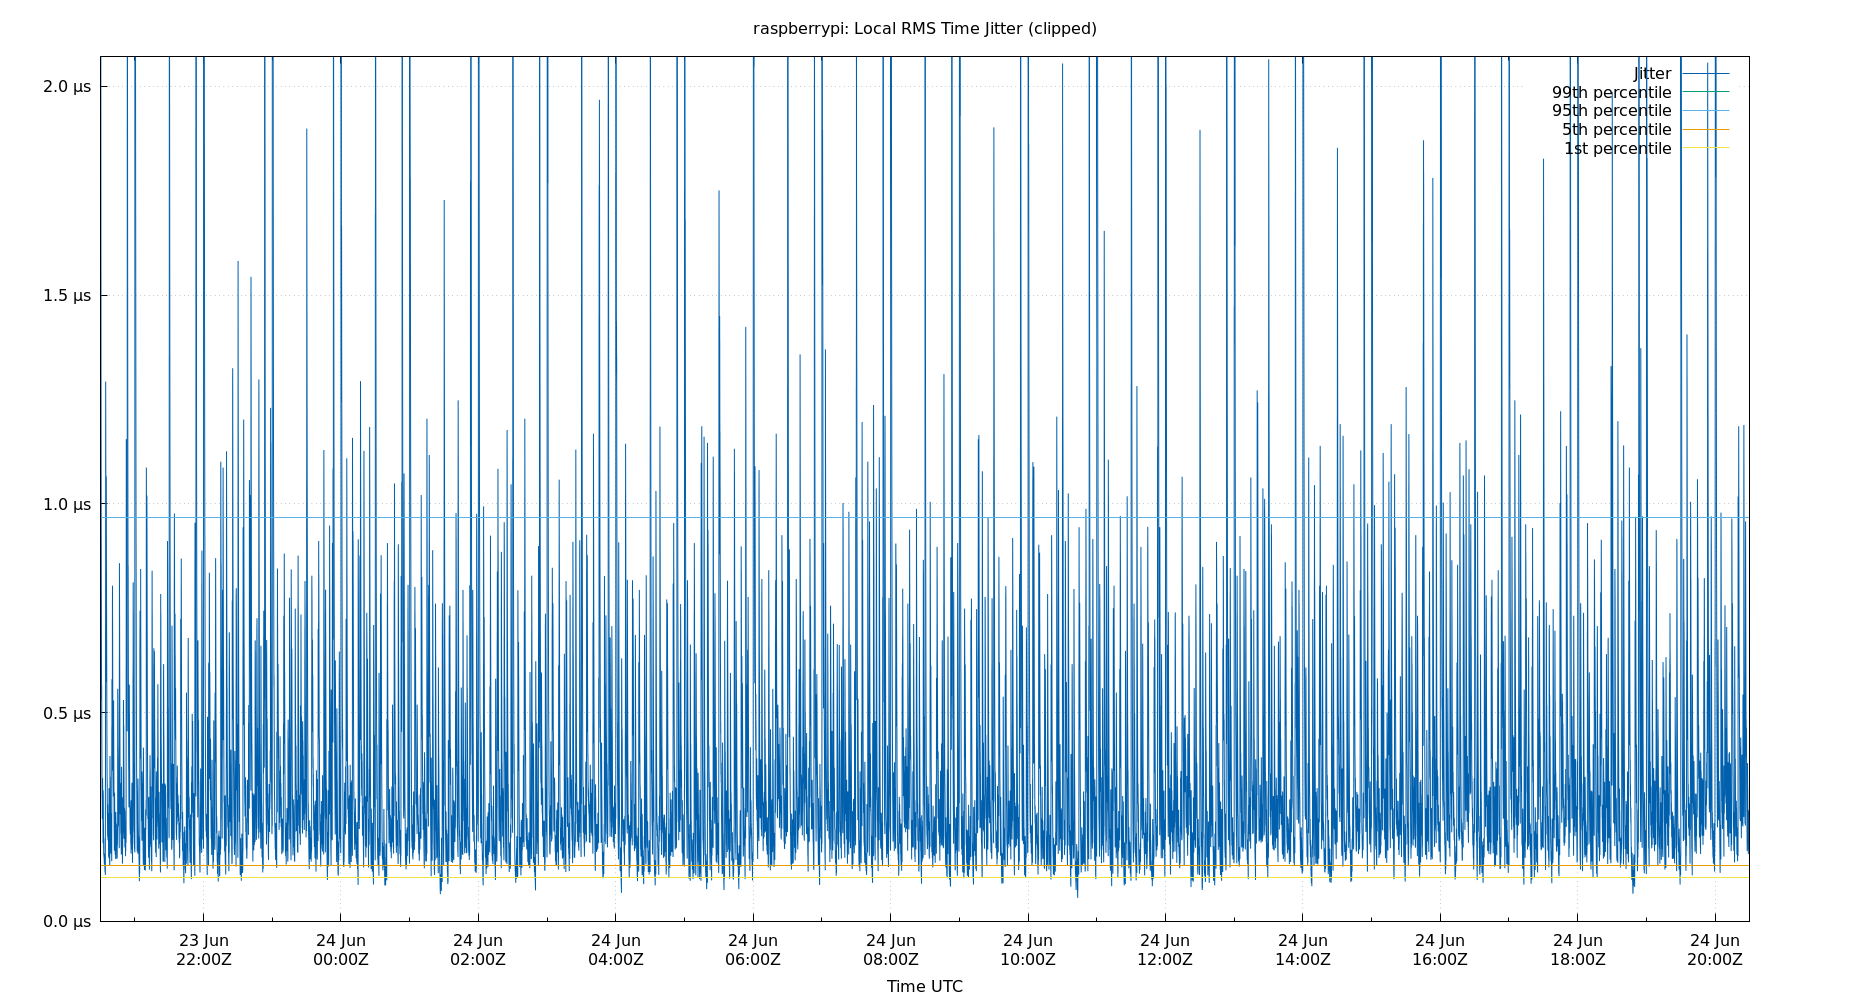 raspberrypi: Local RMS Time Jitter (clipped)
2.0 µs
1.5 µs
1.0 µs
0.5 µs
0.0 µs
Jitter
99th percentile
95th percentile
5th percentile
1st percentile
23 Jun 24 Jun 24 Jun 24 Jun 24 Jun 24 Jun 24 Jun 24 Jun 24 Jun 24 Jun 24 Jun 24 Jun
22:00Z 00:00Z 02:00Z 04:00Z 06:00Z 08:00Z 10:00Z 12:00Z 14:00Z 16:00Z 18:00Z 20:00Z
Time UTC